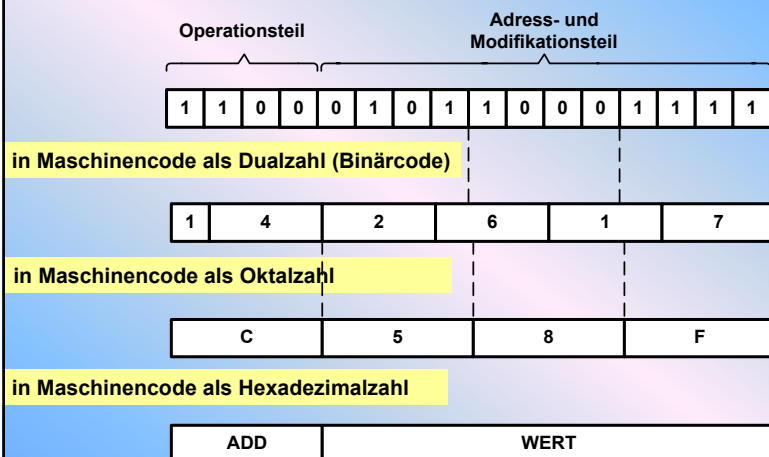 Operationsteil
Adress- und
Modifikationsteil
1 1 0 0 0 1 0 1 1 0 0 0 1 1 1 1
in Maschinencode als Dualzahl (Binärcode)
1 4 2 6 1 7
in Maschinencode als Oktalzahl
C 5 8 F
in Maschinencode als Hexadezimalzahl
ADD WERT